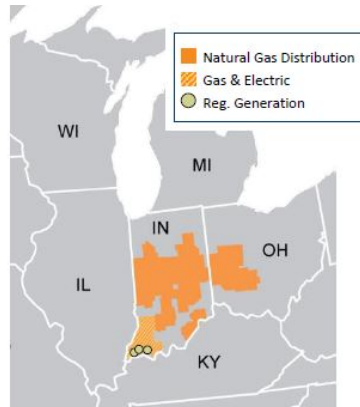 Natural Gas Distribution
Gas & Electric
Reg. Generation
WI
MI
IN
OH
IL
KY